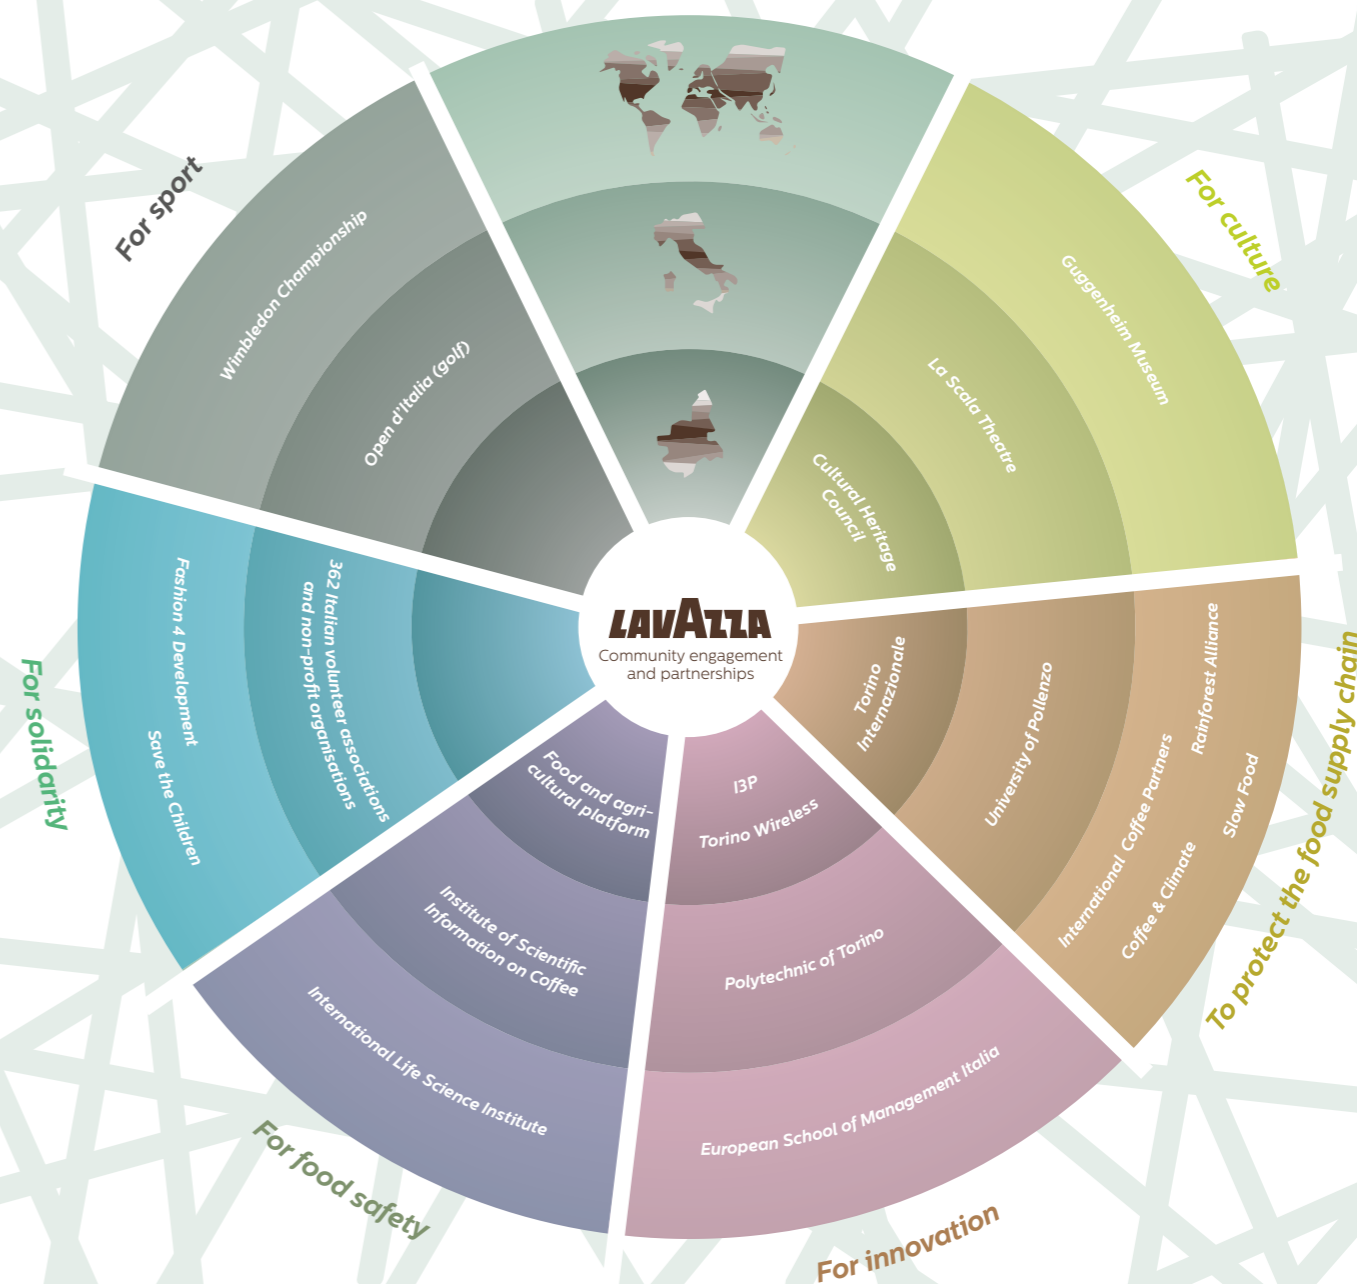 LAVAZZA
Community engagement
and partnerships
For culture
Guggenheim Museum
La Scala Theatre
Cultural Heritage
Council
To protect the food supply chain
Rainforest Alliance
Slow Food
International Coffee Partners
Coffee & Climate
University of Pollenzo
Torino
Internazionale
For innovation
I3P
Torino Wireless
Polytechnic of Torino
European School of Management Italia
For food safety
Food and agri-
cultural platform
Institute of Scientific
Information on Coffee
International Life Science Institute
For solidarity
362 Italian volunteer associations
and non-profit organisations
Fashion 4 Development
Save the Children
For sport
Wimbledon Championship
Open d'Italia (golf)